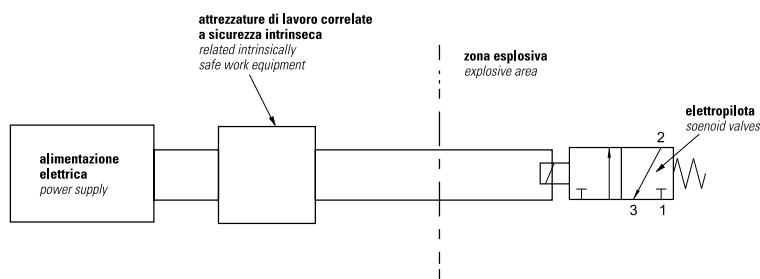 attrezzature di lavoro correlate
a sicurezza intrinseca
related intrinsically
safe work equipment
zona esplosiva
explosive area
elettropilota
soenoid valves
alimentazione
elettrica
power supply
2
3 1